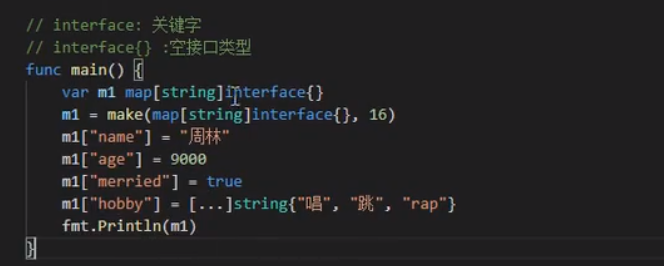 // interface: 关键字
// interface{} :空接口类型
func main() {
    var m1 map[string]interface{}
    m1 = make(map[string]interface{}, 16)
    m1["name"] = "周林"
    m1["age"] = 9000
    m1["merried"] = true
    m1["hobby"] = [...]string{"唱", "跳", "rap"}
    fmt.Println(m1)
}